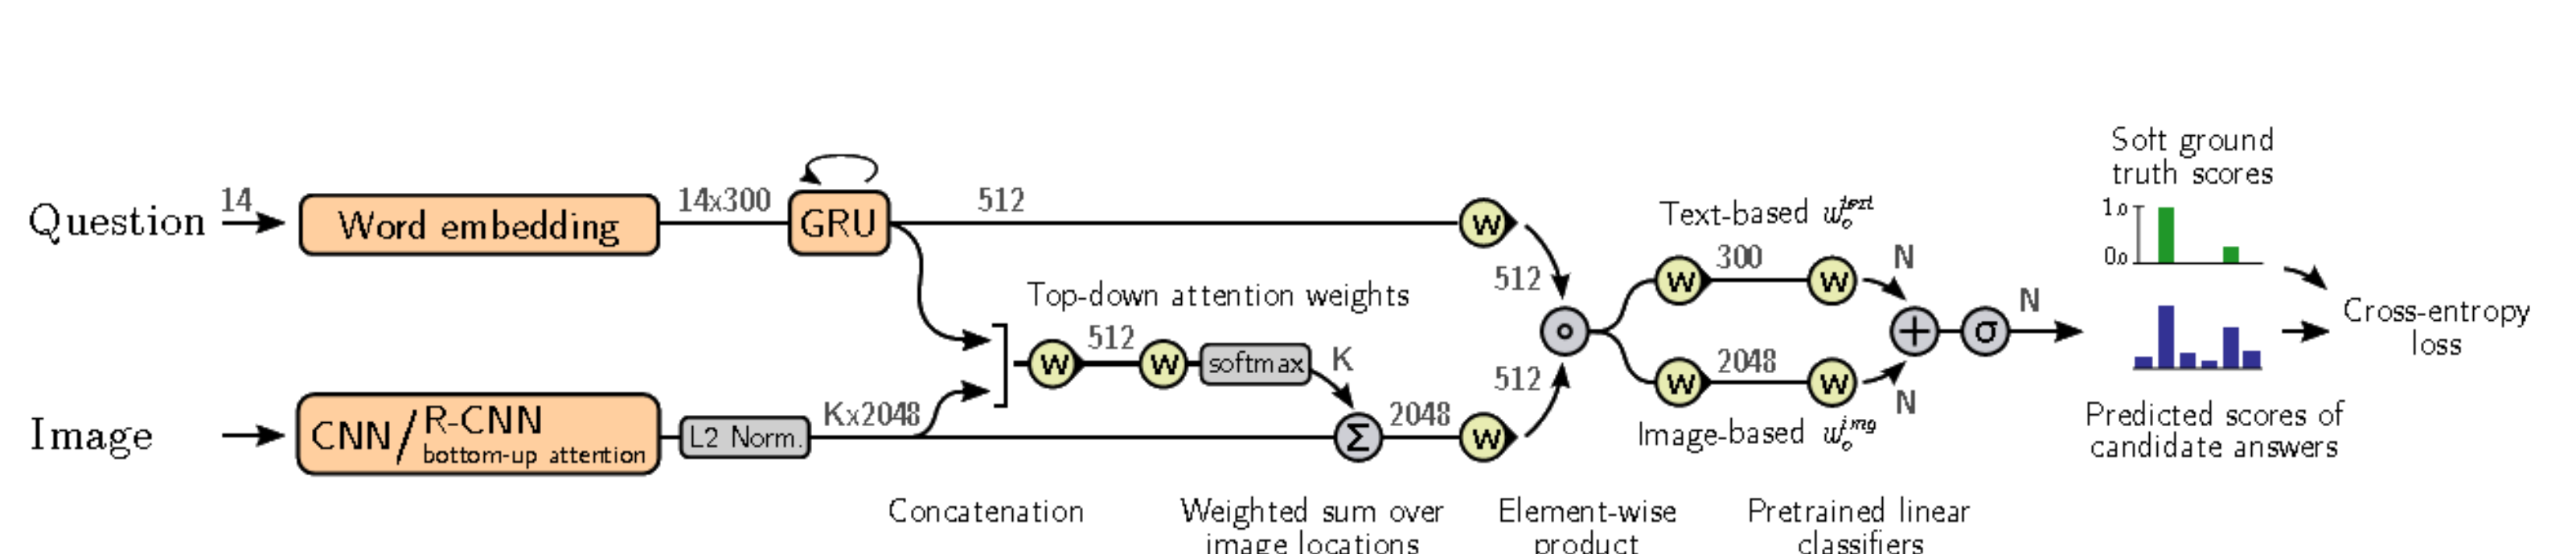 Soft ground
truth scores
Question
14
Word embedding
14x300
GRU
512
w
512
Text-based w_o^text
w
300
w
N
1.0
0.0
Top-down attention weights
w
512
w
softmax
K
+
σ
N
Cross-entropy
loss
Image
CNN/R-CNN
bottom-up attention
L2 Norm.
Kx2048
Σ
2048
w
512
w
2048
w
N
Image-based w_o^img
Predicted scores of
candidate answers
Concatenation
Weighted sum over
image locations
Element-wise
product
Pretrained linear
classifiers